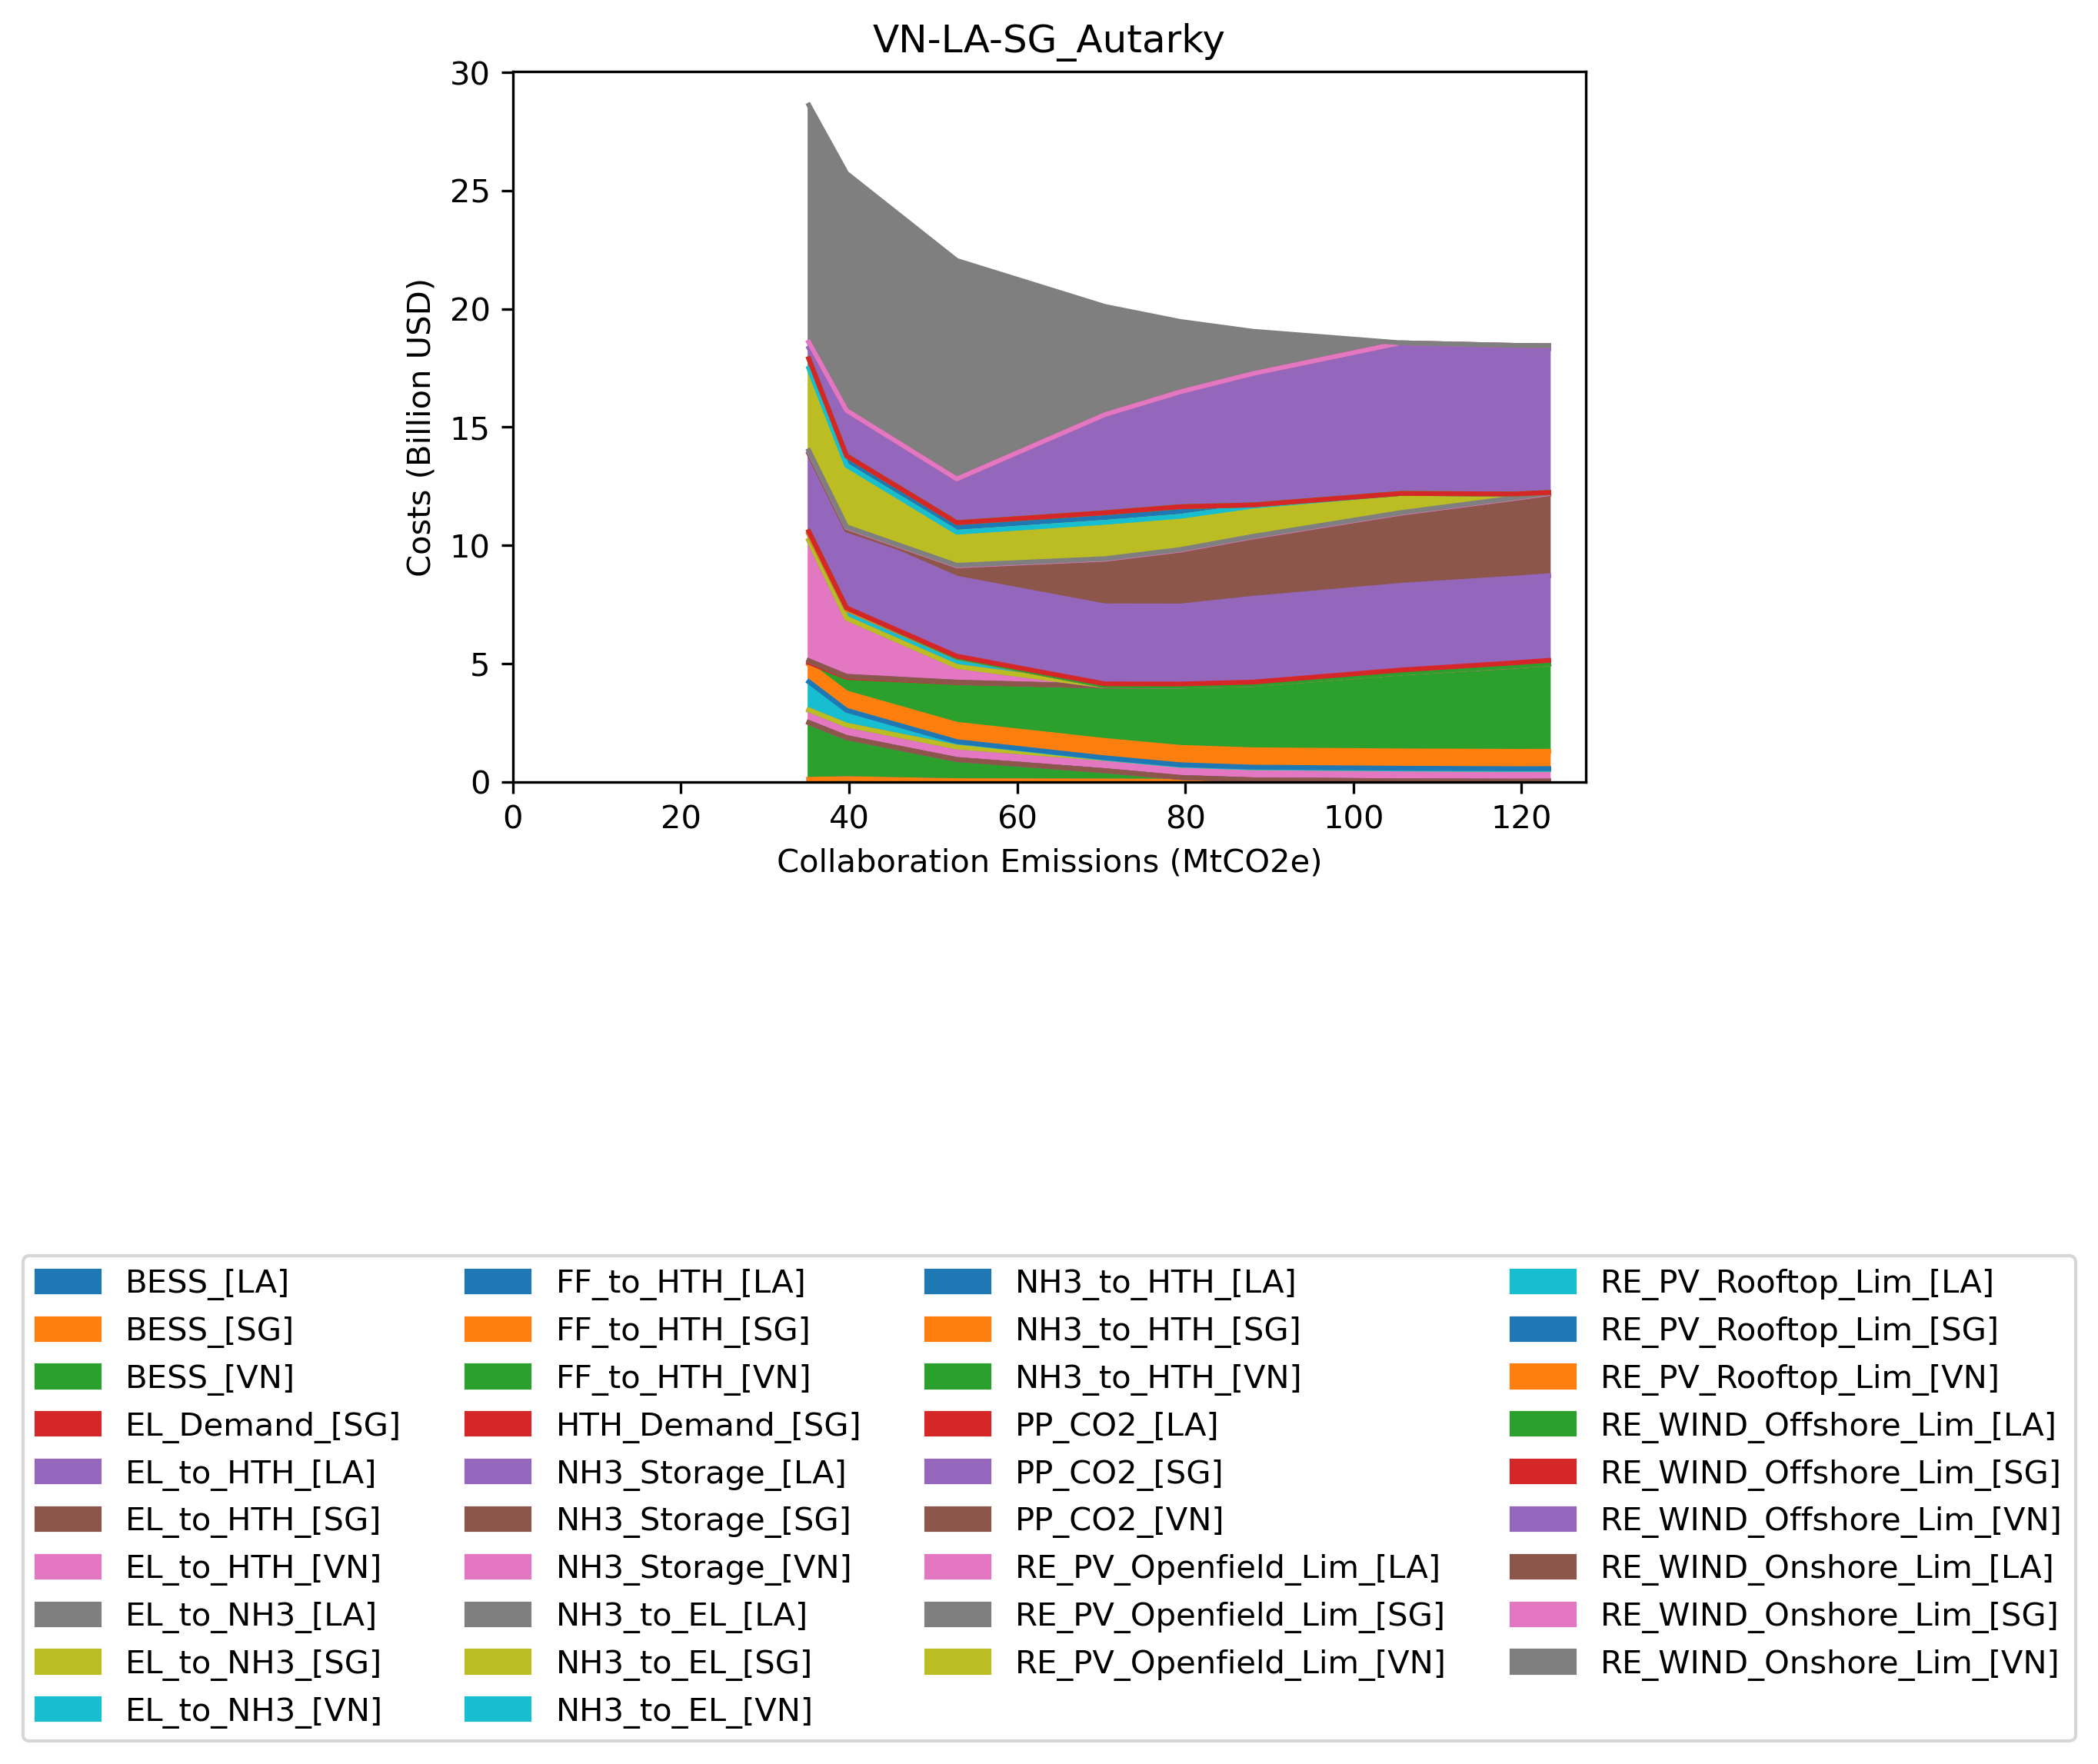 VN-LA-SG_Autarky
30
25
20
15
10
5
0
Costs (Billion USD)
0 20 40 60 80 100 120
Collaboration Emissions (MtCO2e)
BESS_[LA]
BESS_[SG]
BESS_[VN]
EL_Demand_[SG]
EL_to_HTH_[LA]
EL_to_HTH_[SG]
EL_to_HTH_[VN]
EL_to_NH3_[LA]
EL_to_NH3_[SG]
EL_to_NH3_[VN]
FF_to_HTH_[LA]
FF_to_HTH_[SG]
FF_to_HTH_[VN]
HTH_Demand_[SG]
NH3_Storage_[LA]
NH3_Storage_[SG]
NH3_Storage_[VN]
NH3_to_EL_[LA]
NH3_to_EL_[SG]
NH3_to_EL_[VN]
NH3_to_HTH_[LA]
NH3_to_HTH_[SG]
NH3_to_HTH_[VN]
PP_CO2_[LA]
PP_CO2_[SG]
PP_CO2_[VN]
RE_PV_Openfield_Lim_[LA]
RE_PV_Openfield_Lim_[SG]
RE_PV_Openfield_Lim_[VN]
RE_PV_Rooftop_Lim_[LA]
RE_PV_Rooftop_Lim_[SG]
RE_PV_Rooftop_Lim_[VN]
RE_WIND_Offshore_Lim_[LA]
RE_WIND_Offshore_Lim_[SG]
RE_WIND_Offshore_Lim_[VN]
RE_WIND_Onshore_Lim_[LA]
RE_WIND_Onshore_Lim_[SG]
RE_WIND_Onshore_Lim_[VN]